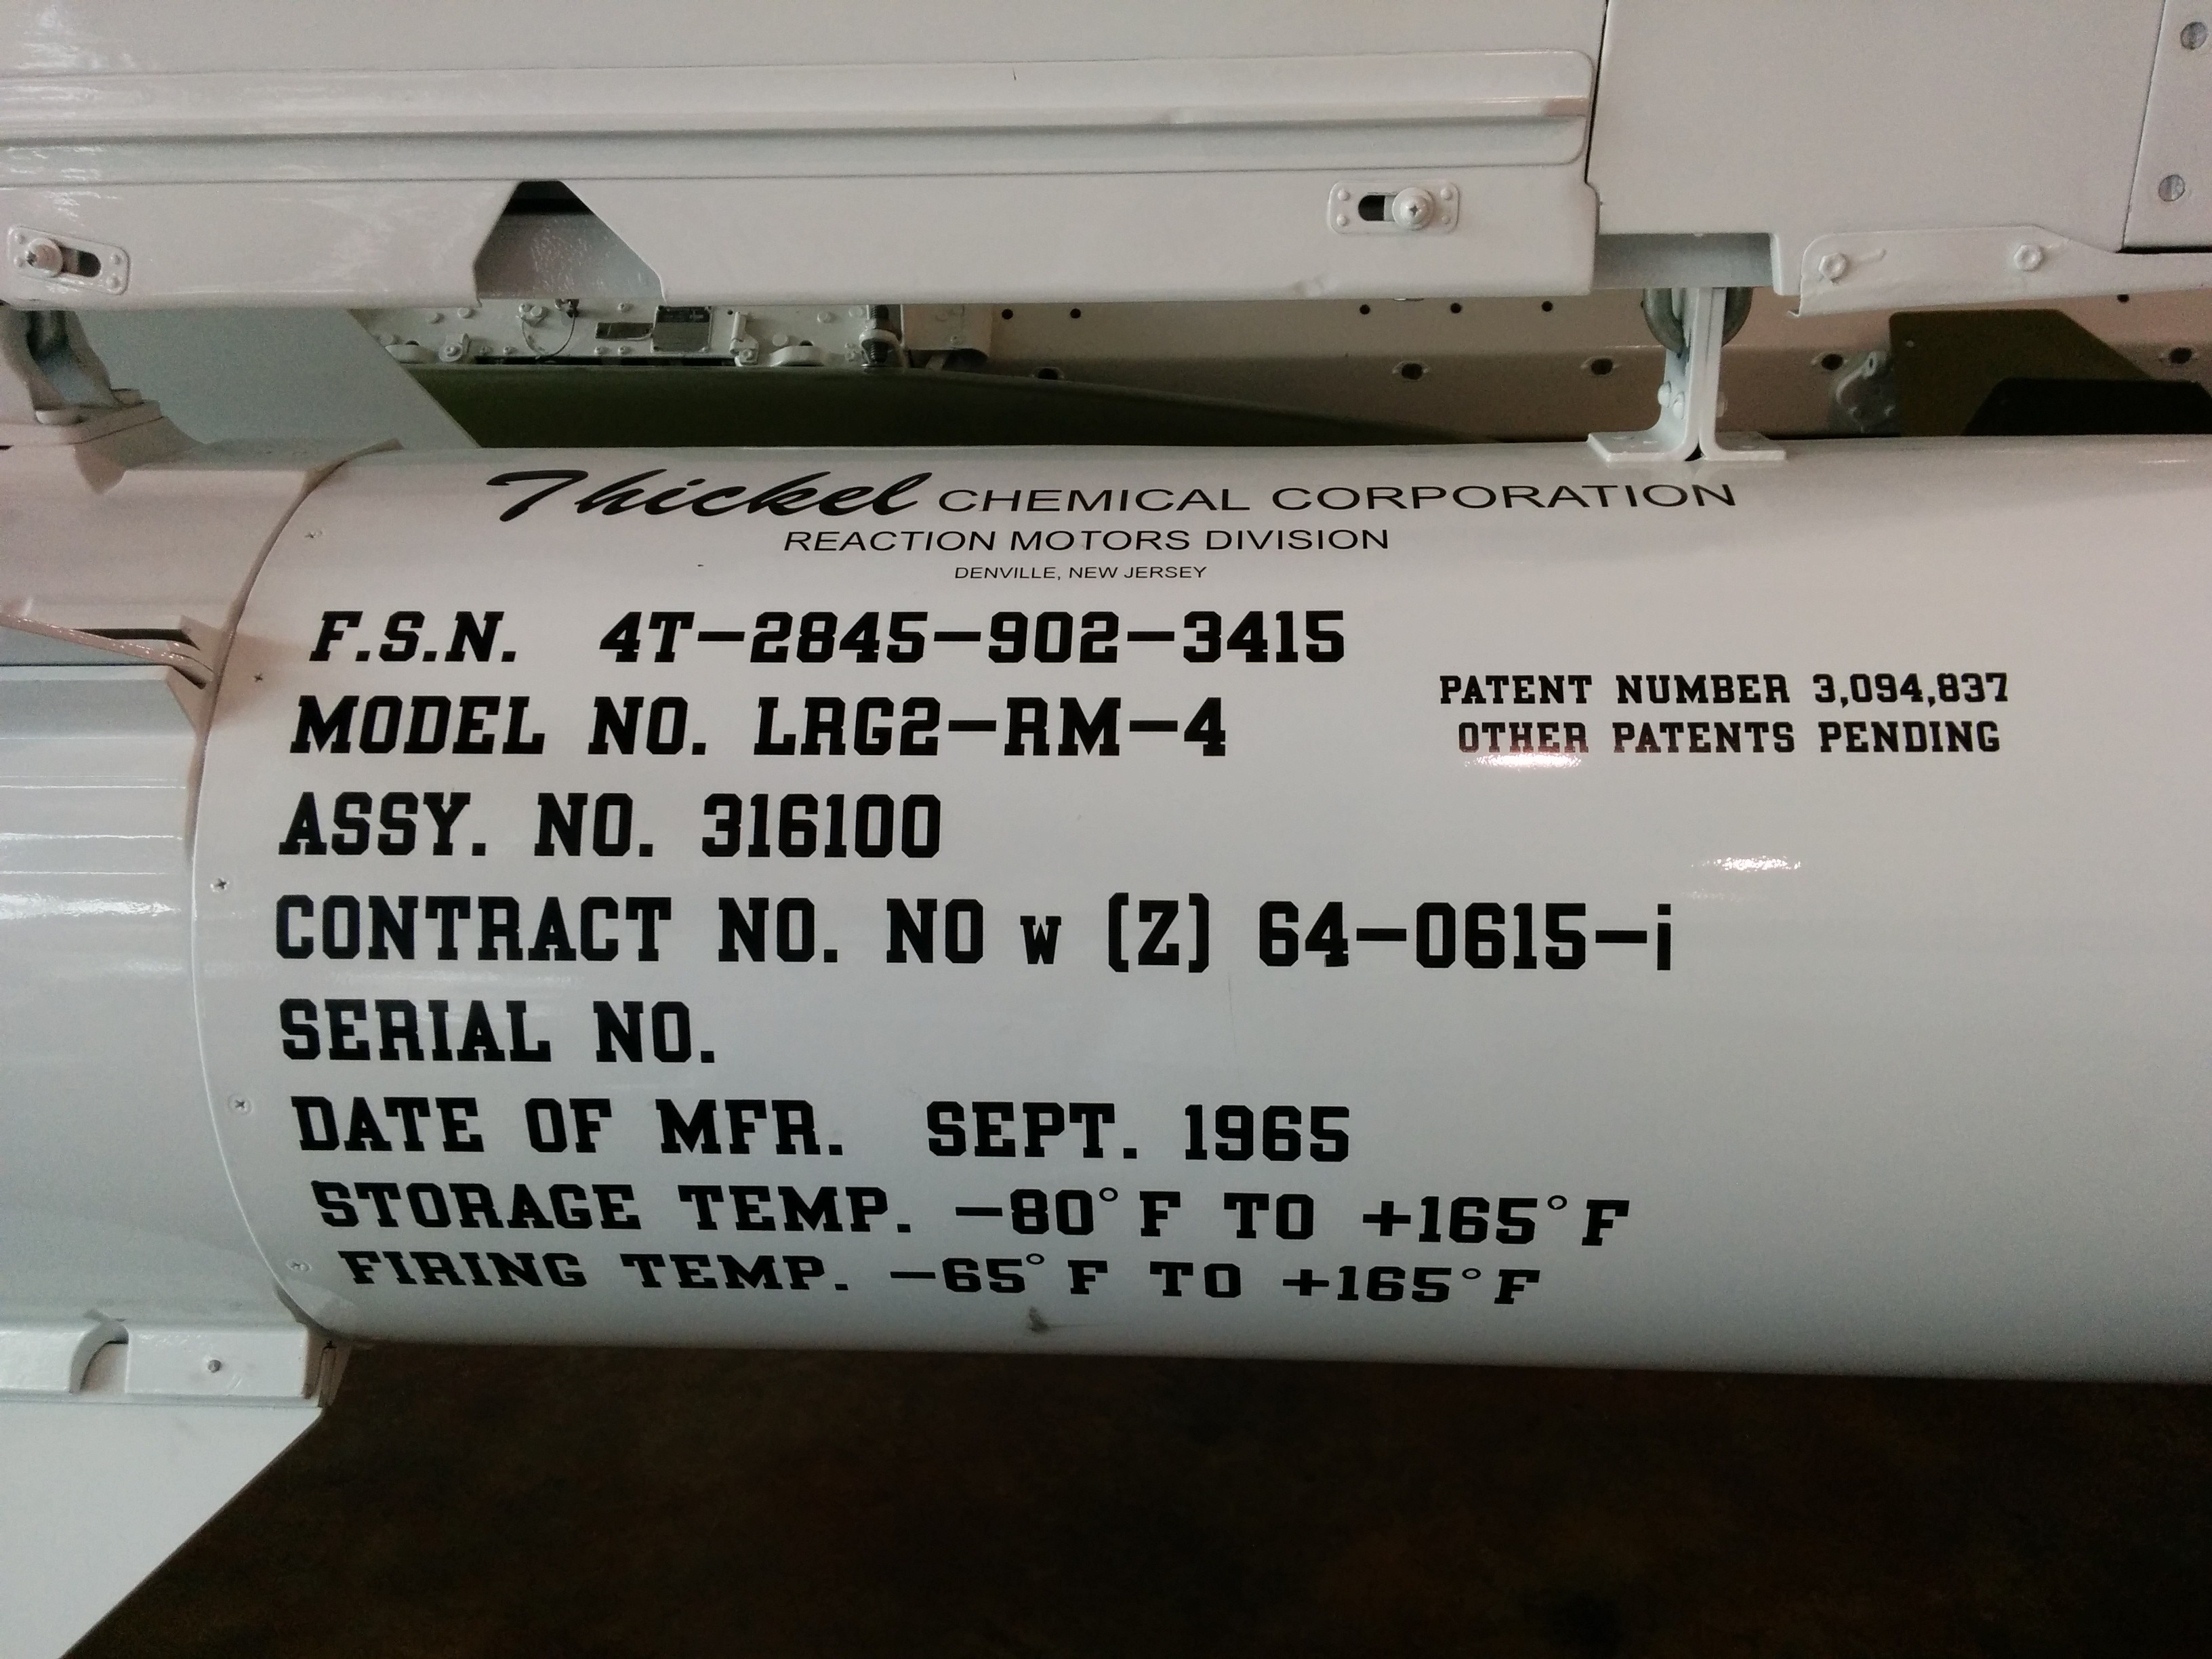 Thickel CHEMICAL CORPORATION
REACTION MOTORS DIVISION
DENVILLE, NEW JERSEY
F.S.N. 4T-2845-902-3415
MODEL NO. LRG2-RM-4
PATENT NUMBER 3,094,837
OTHER PATENTS PENDING
ASSY. NO. 316100
CONTRACT NO. NO w (Z) 64-0615-i
SERIAL NO.
DATE OF MFR. SEPT. 1965
STORAGE TEMP. -80° F TO +165° F
FIRING TEMP. -65° F TO +165° F